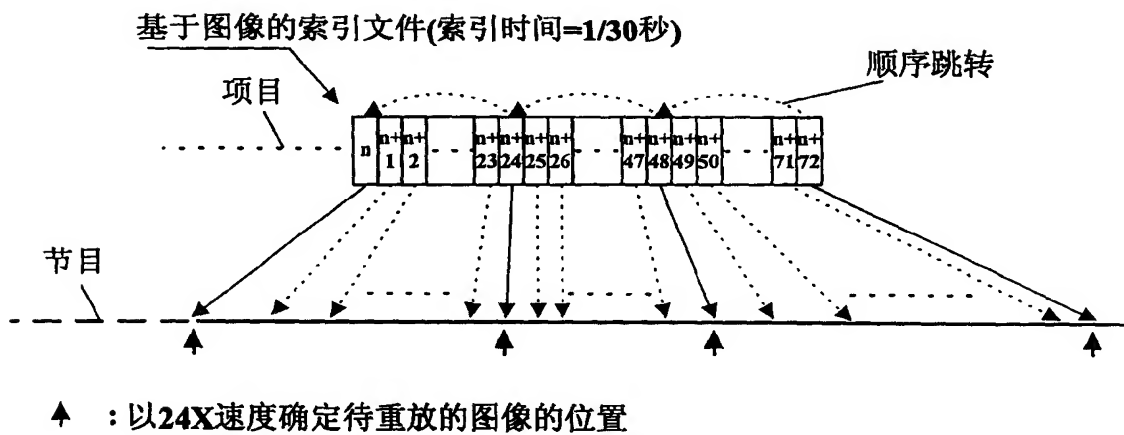 基于图像的索引文件(索引时间=1/30秒)
顺序跳转
项目
n n+1 n+2 n+23 n+24 n+25 n+26 n+47 n+48 n+49 n+50 n+71 n+72
节目
:以24X速度确定待重放的图像的位置